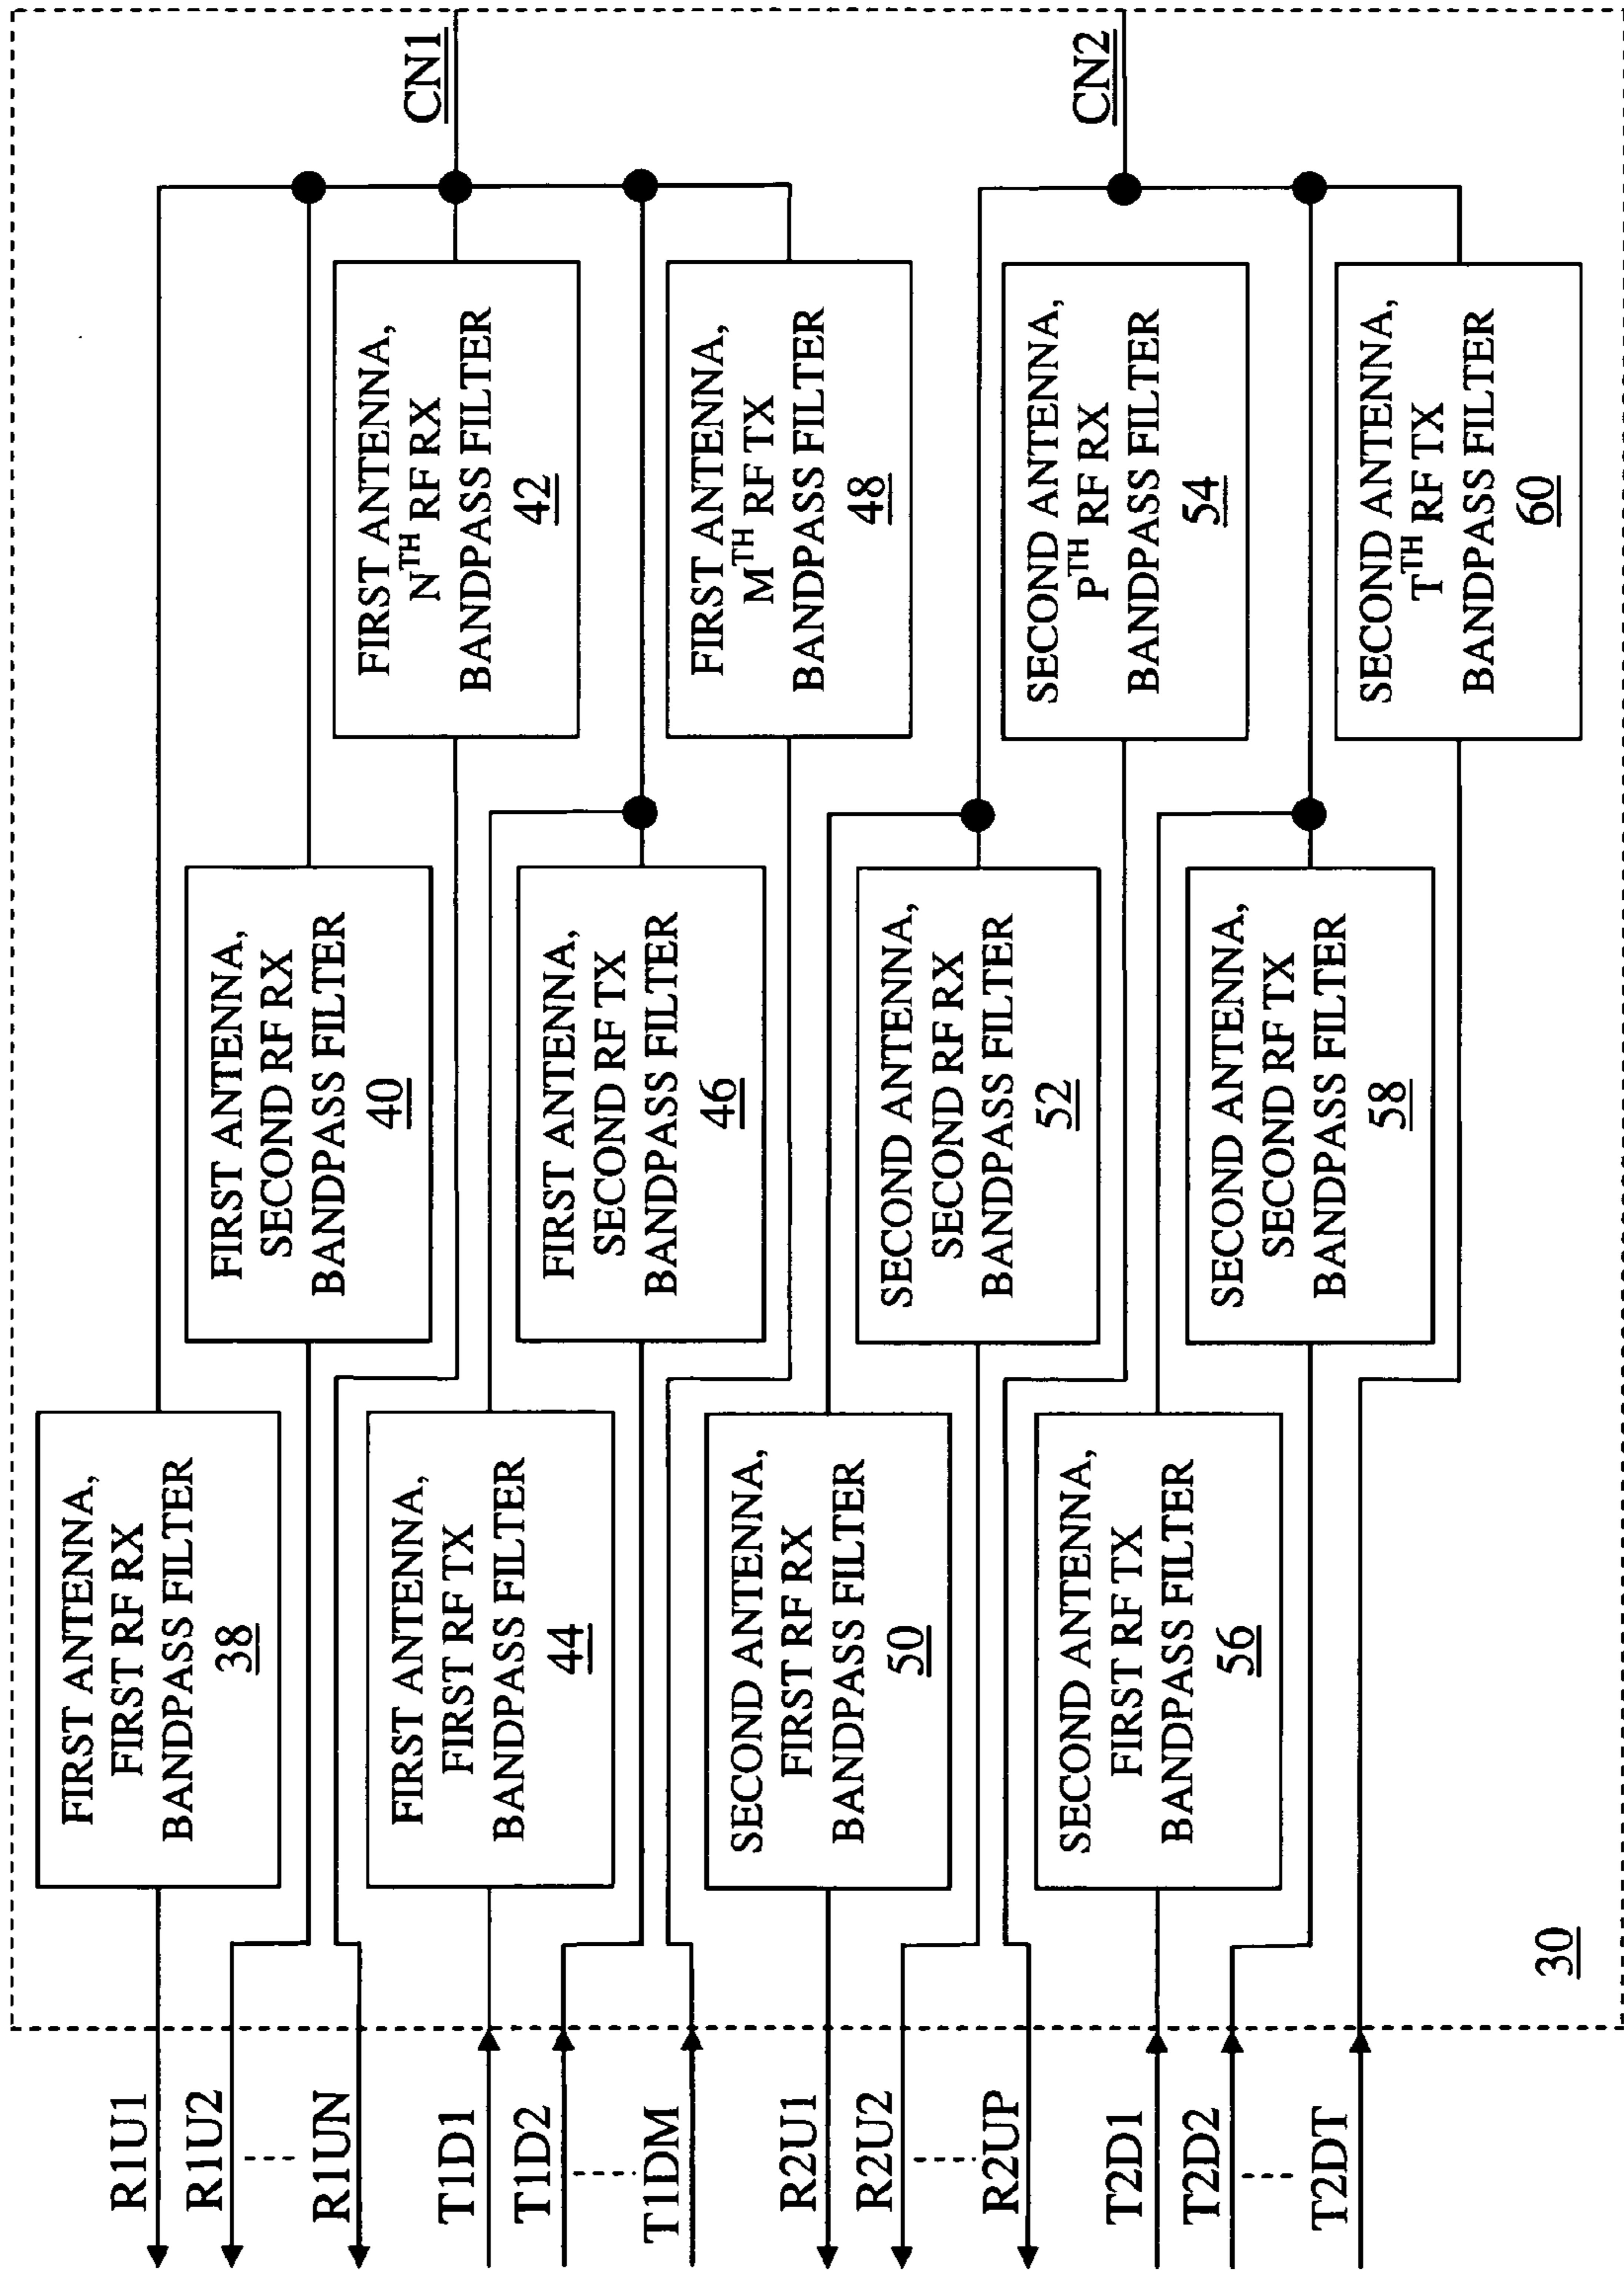 R1U1
R1U2
R1UN
T1D1
T1D2
T1DM
R2U1
R2U2
R2UP
T2D1
T2D2
T2DT
FIRST ANTENNA,
FIRST RF RX
BANDPASS FILTER
38
FIRST ANTENNA,
SECOND RF RX
BANDPASS FILTER
40
FIRST ANTENNA,
NTH RF RX
BANDPASS FILTER
42
FIRST ANTENNA,
FIRST RF TX
BANDPASS FILTER
44
FIRST ANTENNA,
SECOND RF TX
BANDPASS FILTER
46
FIRST ANTENNA,
MTH RF TX
BANDPASS FILTER
48
SECOND ANTENNA,
FIRST RF RX
BANDPASS FILTER
50
SECOND ANTENNA,
SECOND RF RX
BANDPASS FILTER
52
SECOND ANTENNA,
PTH RF RX
BANDPASS FILTER
54
SECOND ANTENNA,
FIRST RF TX
BANDPASS FILTER
56
SECOND ANTENNA,
SECOND RF TX
BANDPASS FILTER
58
SECOND ANTENNA,
TTH RF TX
BANDPASS FILTER
60
CN1
CN2
30